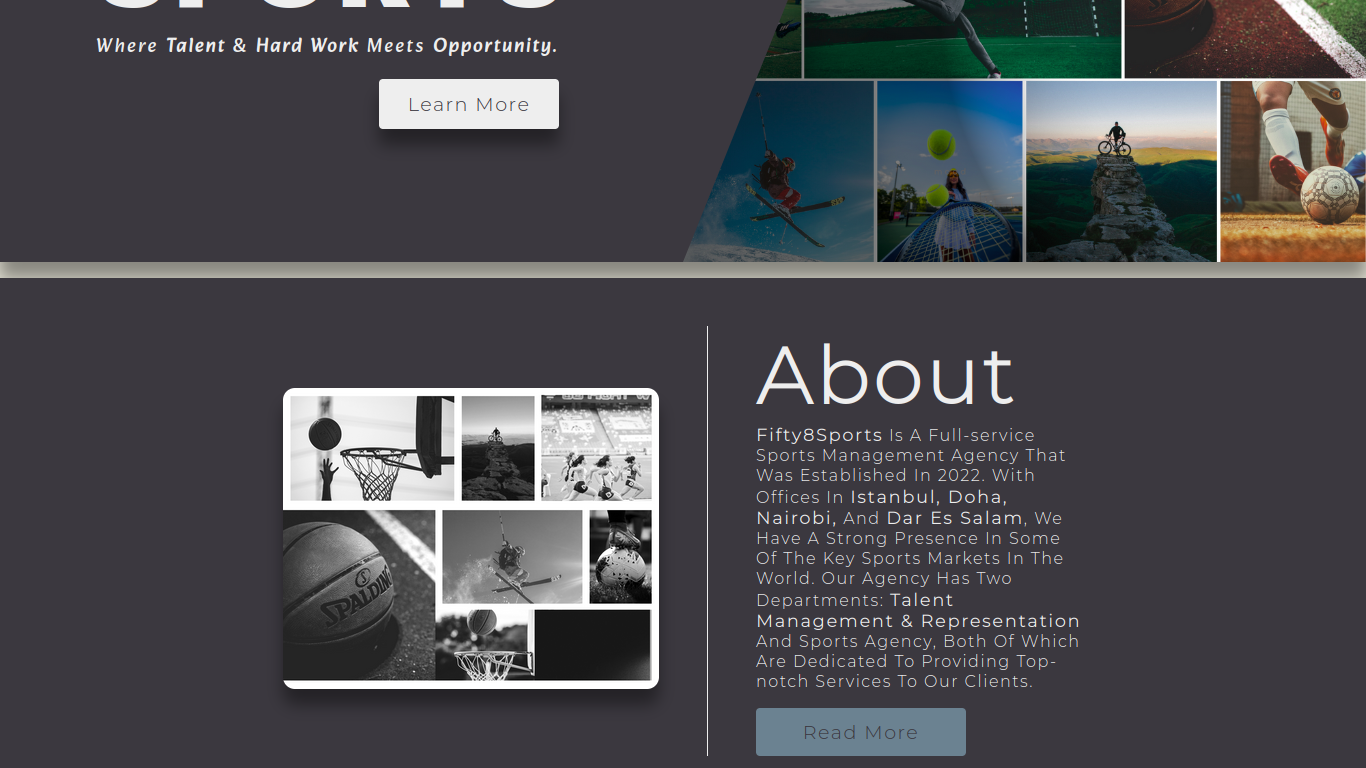 SPORTS
Where Talent & Hard Work Meets Opportunity.
Learn More
About
Fifty8Sports Is A Full-service
Sports Management Agency That
Was Established In 2022. With
Offices In Istanbul, Doha,
Nairobi, And Dar Es Salam, We
Have A Strong Presence In Some
Of The Key Sports Markets In The
World. Our Agency Has Two
Departments: Talent
Management & Representation
And Sports Agency, Both Of Which
Are Dedicated To Providing Top-
notch Services To Our Clients.
Read More
SPALDING